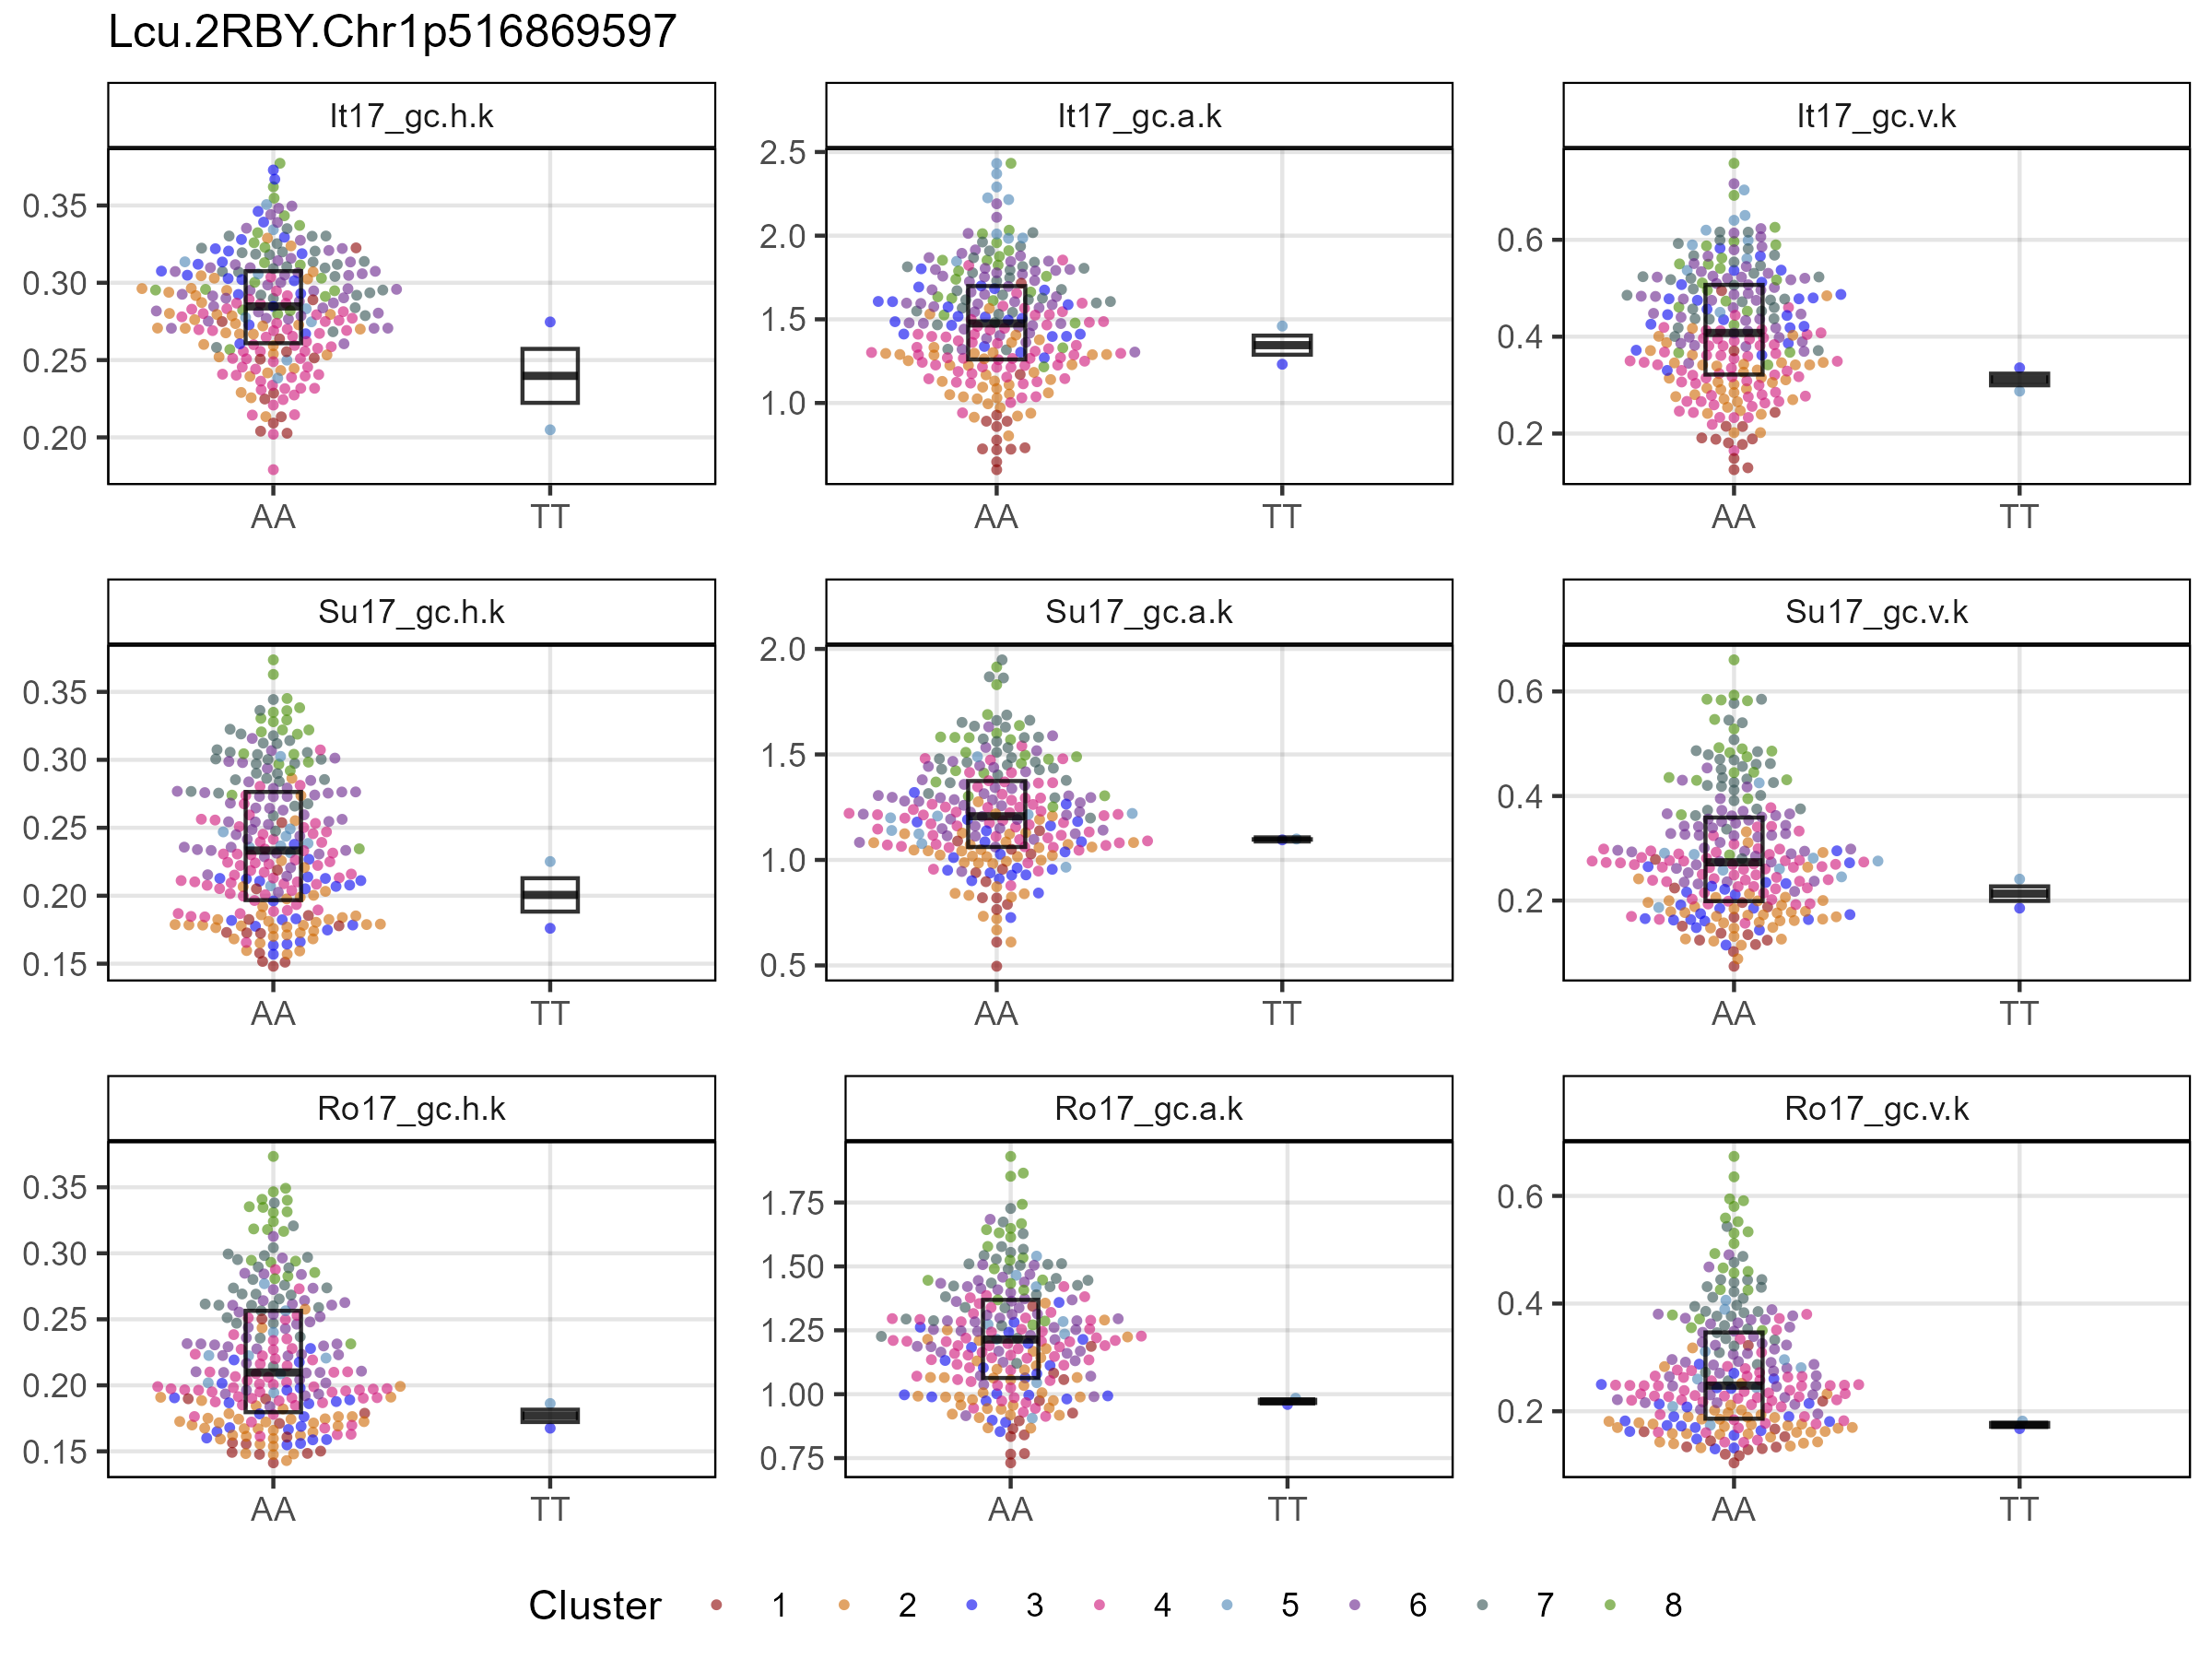 Lcu.2RBY.Chr1p516869597
It17_gc.h.k
It17_gc.a.k
It17_gc.v.k
0.35
0.30
0.25
0.20
AA
TT
2.5
2.0
1.5
1.0
AA
TT
0.6
0.4
0.2
AA
TT
Su17_gc.h.k
Su17_gc.a.k
Su17_gc.v.k
0.35
0.30
0.25
0.20
0.15
AA
TT
2.0
1.5
1.0
0.5
AA
TT
0.6
0.4
0.2
AA
TT
Ro17_gc.h.k
Ro17_gc.a.k
Ro17_gc.v.k
0.35
0.30
0.25
0.20
0.15
AA
TT
1.75
1.50
1.25
1.00
0.75
AA
TT
0.6
0.4
0.2
AA
TT
Cluster 1 2 3 4 5 6 7 8